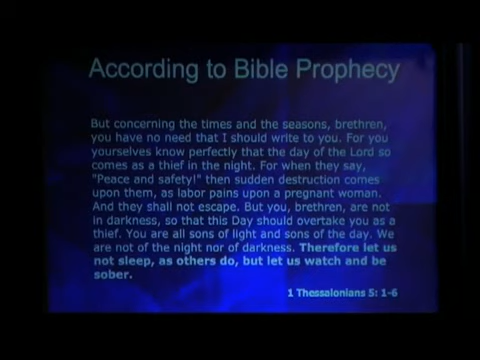 According to Bible Prophecy
But concerning the times and the seasons, brethren,
you have no need that I should write to you. For you
yourselves know perfectly that the day of the Lord so
comes as a thief in the night. For when they say,
"Peace and safety!" then sudden destruction comes
upon them, as labor pains upon a pregnant woman.
And they shall not escape. But you, brethren, are not
in darkness, so that this Day should overtake you as a
thief. You are all sons of light and sons of the day. We
are not of the night nor of darkness. Therefore let us
not sleep, as others do, but let us watch and be
sober.
1 Thessalonians 5: 1-6